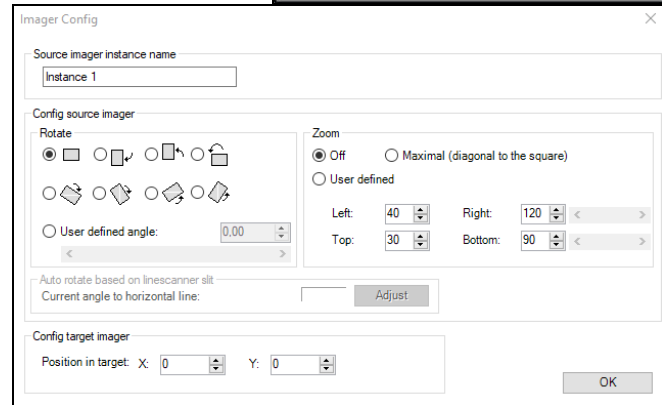 Imager Config
Source imager instance name
Instance 1
Config source imager
Rotate
User defined angle: 0,00
Zoom
Off Maximal (diagonal to the square)
User defined
Left: 40 Right: 120
Top: 30 Bottom: 90
Auto rotate based on linescanner slit
Current angle to horizontal line: Adjust
Config target imager
Position in target: X: 0 Y: 0
OK